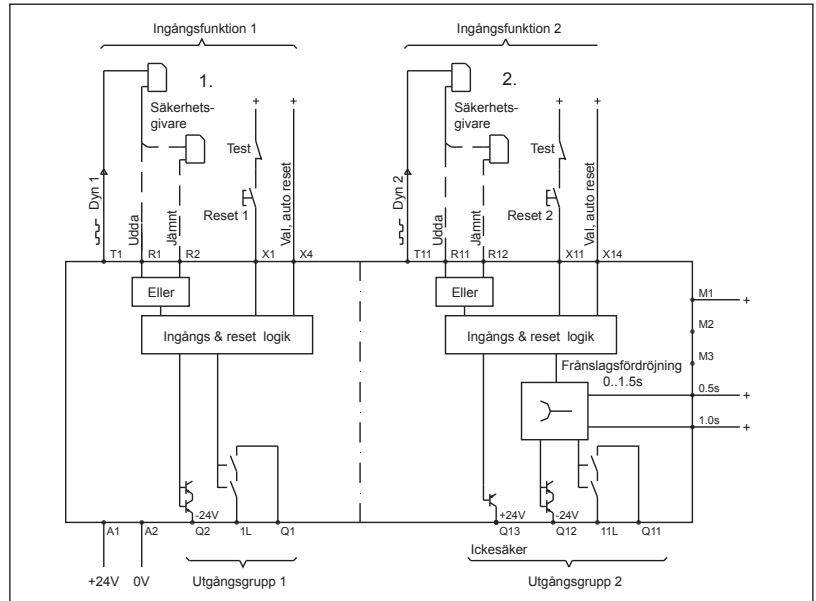 Ingångsfunktion 1
Ingångsfunktion 2
1.
2.
Säkerhets-
givare
Säkerhets-
givare
+ +
+ +
Test
Test
Dyn 1
Udda
Jämnt
Reset 1
Val, auto reset
Dyn 2
Udda
Jämnt
Reset 2
Val, auto reset
T1 R1 R2 X1 X4
T11 R11 R12 X11 X14
Eller
Eller
Ingångs & reset logik
Ingångs & reset logik
M1 +
M2
M3
Frånslagsfördröjning
0..1.5s
0.5s +
1.0s +
-24V
+24V -24V
A1 A2 Q2 1L Q1
Q13 Q12 11L Q11
Ickesäker
+24V 0V
Utgångsgrupp 1
Utgångsgrupp 2